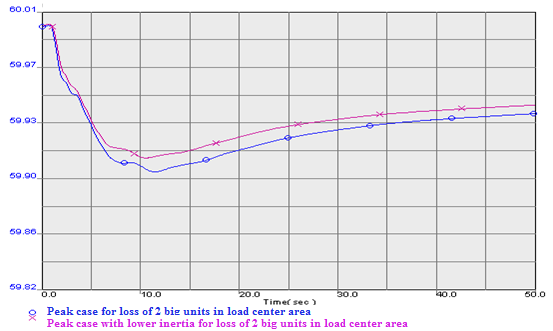 60.01
59.97
59.93
59.90
59.86
59.82
0.0 10.0 20.0 30.0 40.0 50.0
Time( sec )
Peak case for loss of 2 big units in load center area
Peak case with lower inertia for loss of 2 big units in load center area